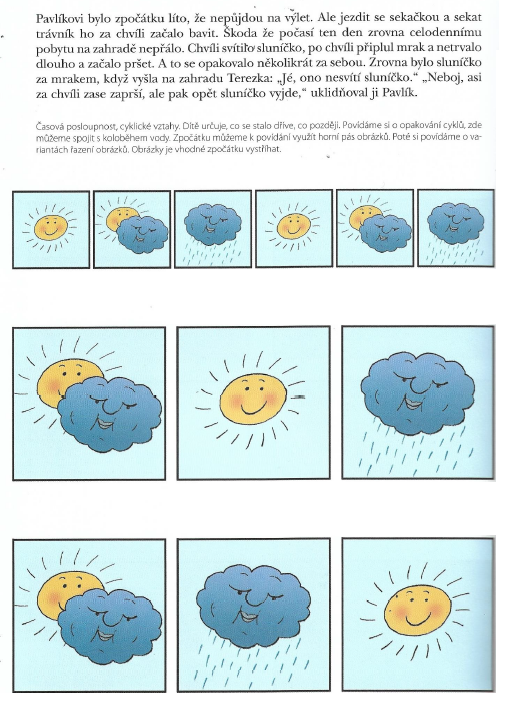 Pavlíkovi bylo zpočátku líto, že nepůjdou na výlet. Ale jezdit se sekačkou a sekat
trávník ho za chvíli začalo bavit. Škoda že počasí ten den zrovna celodennímu
pobytu na zahradě nepřálo. Chvíli svítilo sluníčko, po chvíli připlul mrak a netrvalo
dlouho a začalo pršet. A to se opakovalo několikrát za sebou. Zrovna bylo sluníčko
za mrakem, když vyšla na zahradu Terezka: „Jé, ono nesvítí sluníčko.“ „Neboj, asi
za chvíli zase zaprší, ale pak opět sluníčko vyjde,“ uklidňoval ji Pavlík.
Časová posloupnost, cyklické vztahy. Dítě určuje, co se stalo dříve, co později. Povídáme si o opakování cyklů, zde
můžeme spojit s koloběhem vody. Zpočátku můžeme k povídání využít horní pás obrázků. Poté si povídáme o va-
riantách řazení obrázků. Obrázky je vhodné zpočátku vystříhat.